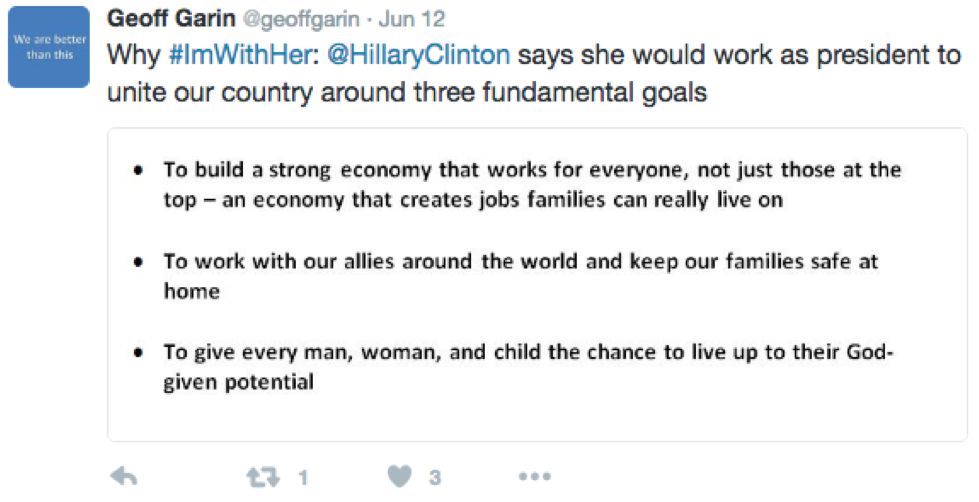 We are better
than this
Geoff Garin @geoffgarin · Jun 12
Why #ImWithHer: @HillaryClinton says she would work as president to
unite our country around three fundamental goals
• To build a strong economy that works for everyone, not just those at the
top – an economy that creates jobs families can really live on
• To work with our allies around the world and keep our families safe at
home
• To give every man, woman, and child the chance to live up to their God-
given potential
1 3